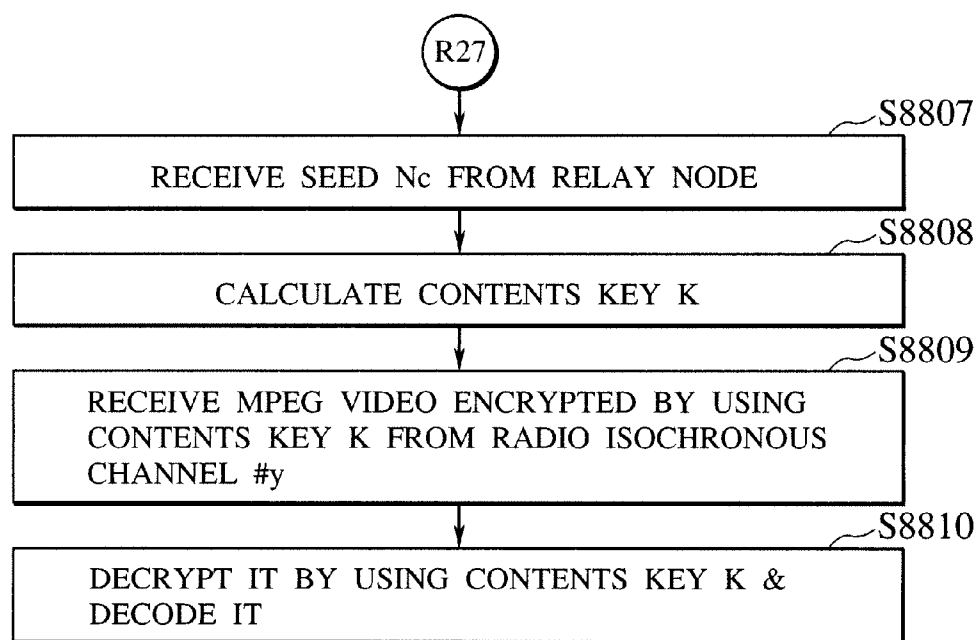 R27
S8807
RECEIVE SEED Nc FROM RELAY NODE
S8808
CALCULATE CONTENTS KEY K
S8809
RECEIVE MPEG VIDEO ENCRYPTED BY USING
CONTENTS KEY K FROM RADIO ISOCHRONOUS
CHANNEL #y
S8810
DECRYPT IT BY USING CONTENTS KEY K &
DECODE IT